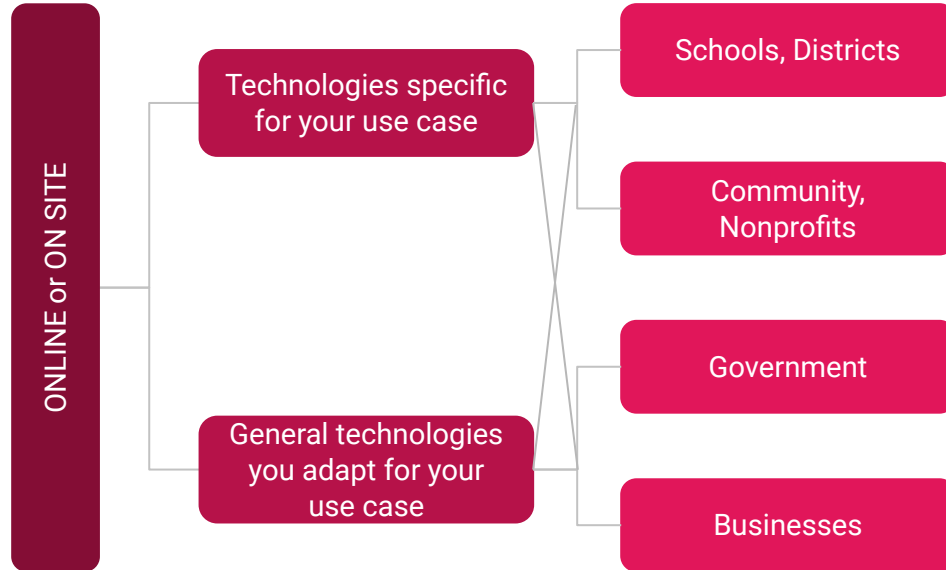 ONLINE or ON SITE
Technologies specific
for your use case
General technologies
you adapt for your
use case
Schools, Districts
Community,
Nonprofits
Government
Businesses